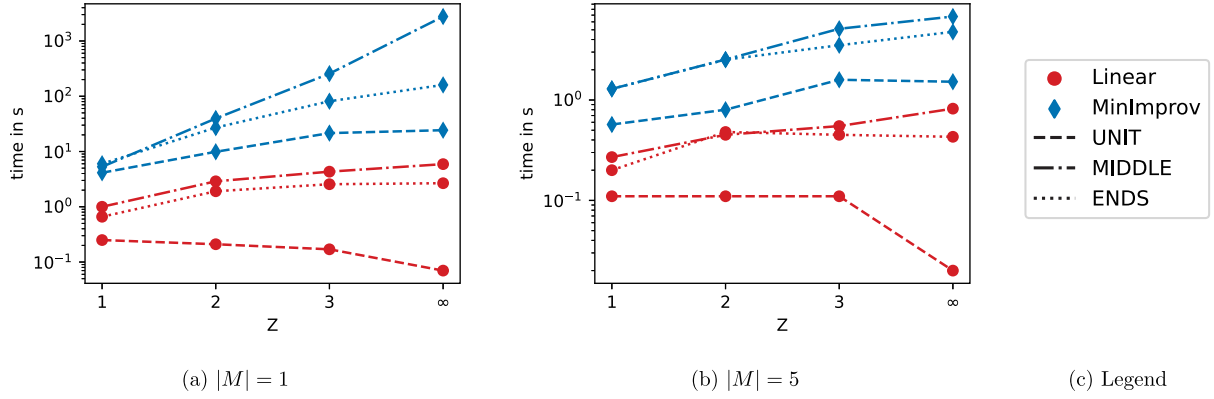 time in s
10³
10²
10¹
10⁰
10⁻¹
1 2 3 ∞
Z
(a) |M| = 1
time in s
10⁰
10⁻¹
1 2 3 ∞
Z
(b) |M| = 5
Linear
MinImprov
UNIT
MIDDLE
ENDS
(c) Legend